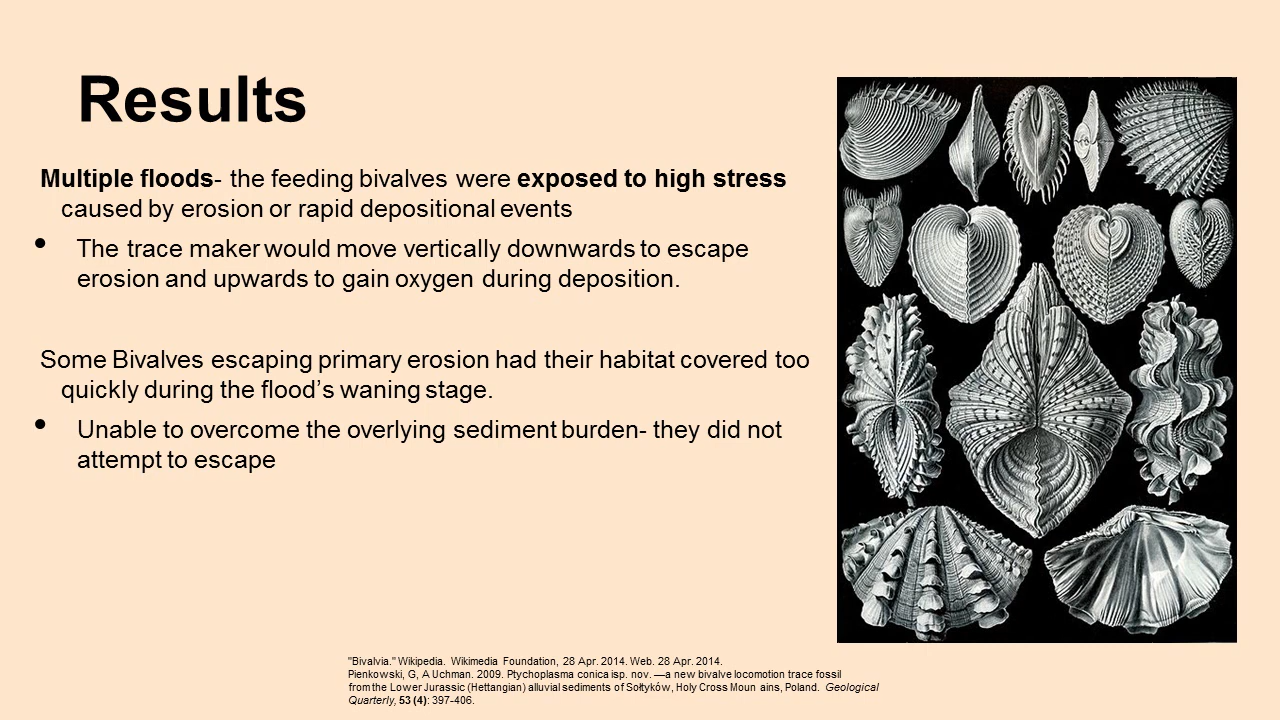 Results
Multiple floods- the feeding bivalves were exposed to high stress
caused by erosion or rapid depositional events
• The trace maker would move vertically downwards to escape
erosion and upwards to gain oxygen during deposition.
Some Bivalves escaping primary erosion had their habitat covered too
quickly during the flood’s waning stage.
• Unable to overcome the overlying sediment burden- they did not
attempt to escape
"Bivalvia." Wikipedia. Wikimedia Foundation, 28 Apr. 2014. Web. 28 Apr. 2014.
Pienkowski, G, A Uchman. 2009. Ptychoplasma conica isp. nov. —a new bivalve locomotion trace fossil
from the Lower Jurassic (Hettangian) alluvial sediments of Sołtyków, Holy Cross Moun ains, Poland. Geological
Quarterly, 53 (4): 397-406.